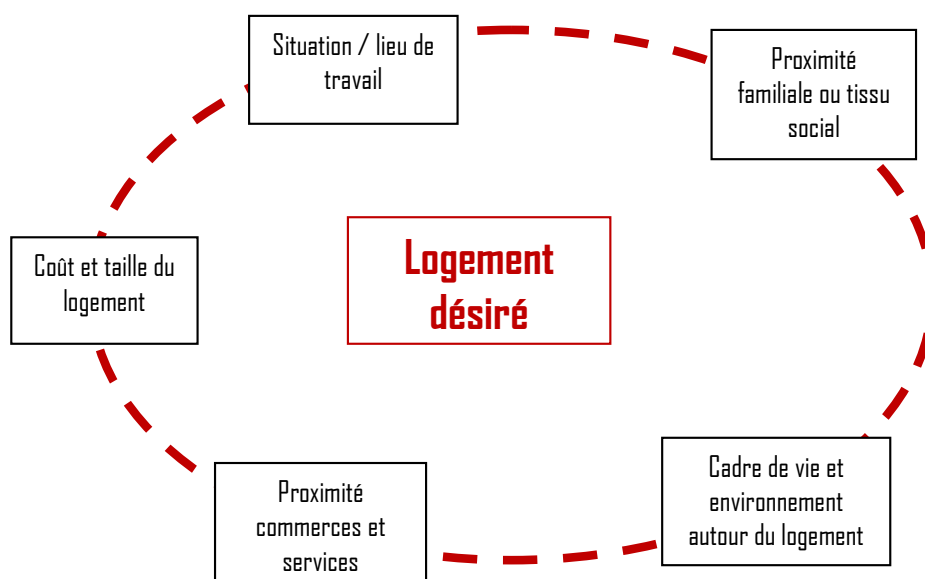 Situation / lieu de
travail
Proximité
familiale ou tissu
social
Coût et taille du
logement
Logement
désiré
Cadre de vie et
environnement
autour du logement
Proximité
commerces et
services